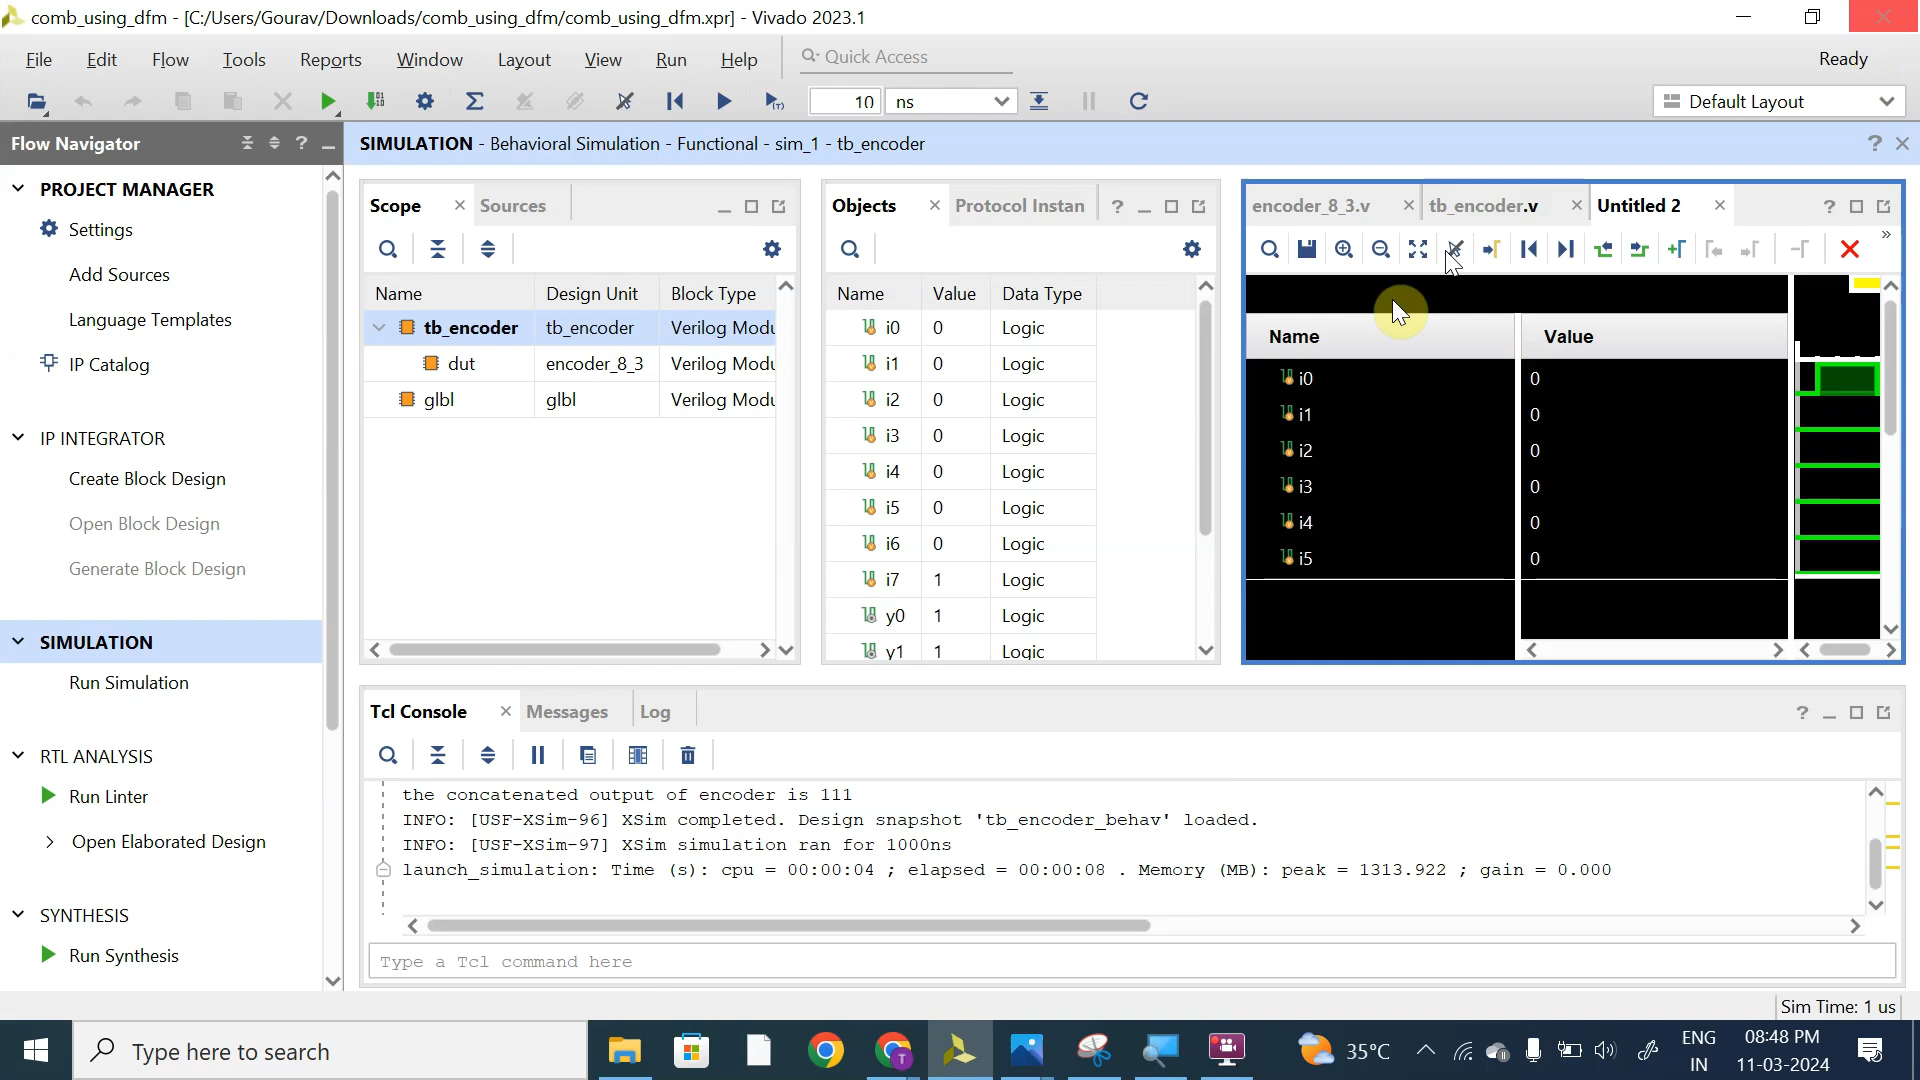 comb_using_dfm - [C:/Users/Gourav/Downloads/comb_using_dfm/comb_using_dfm.xpr] - Vivado 2023.1
File Edit Flow Tools Reports Window Layout View Run Help Quick Access Ready
10 ns Default Layout
Flow Navigator
SIMULATION - Behavioral Simulation - Functional - sim_1 - tb_encoder
PROJECT MANAGER
Settings
Add Sources
Language Templates
IP Catalog
IP INTEGRATOR
Create Block Design
Open Block Design
Generate Block Design
SIMULATION
Run Simulation
RTL ANALYSIS
Run Linter
Open Elaborated Design
SYNTHESIS
Run Synthesis
Scope Sources
Name Design Unit Block Type
tb_encoder tb_encoder Verilog Modu
dut encoder_8_3 Verilog Modu
glbl glbl Verilog Modu
Objects Protocol Instan
Name Value Data Type
i0 0 Logic
i1 0 Logic
i2 0 Logic
i3 0 Logic
i4 0 Logic
i5 0 Logic
i6 0 Logic
i7 1 Logic
y0 1 Logic
y1 1 Logic
encoder_8_3.v tb_encoder.v Untitled 2
Name Value
i0 0
i1 0
i2 0
i3 0
i4 0
i5 0
Tcl Console Messages Log
the concatenated output of encoder is 111
INFO: [USF-XSim-96] XSim completed. Design snapshot 'tb_encoder_behav' loaded.
INFO: [USF-XSim-97] XSim simulation ran for 1000ns
launch_simulation: Time (s): cpu = 00:00:04 ; elapsed = 00:00:08 . Memory (MB): peak = 1313.922 ; gain = 0.000
Type a Tcl command here
Sim Time: 1 us
Type here to search
35°C
ENG
IN
08:48 PM
11-03-2024